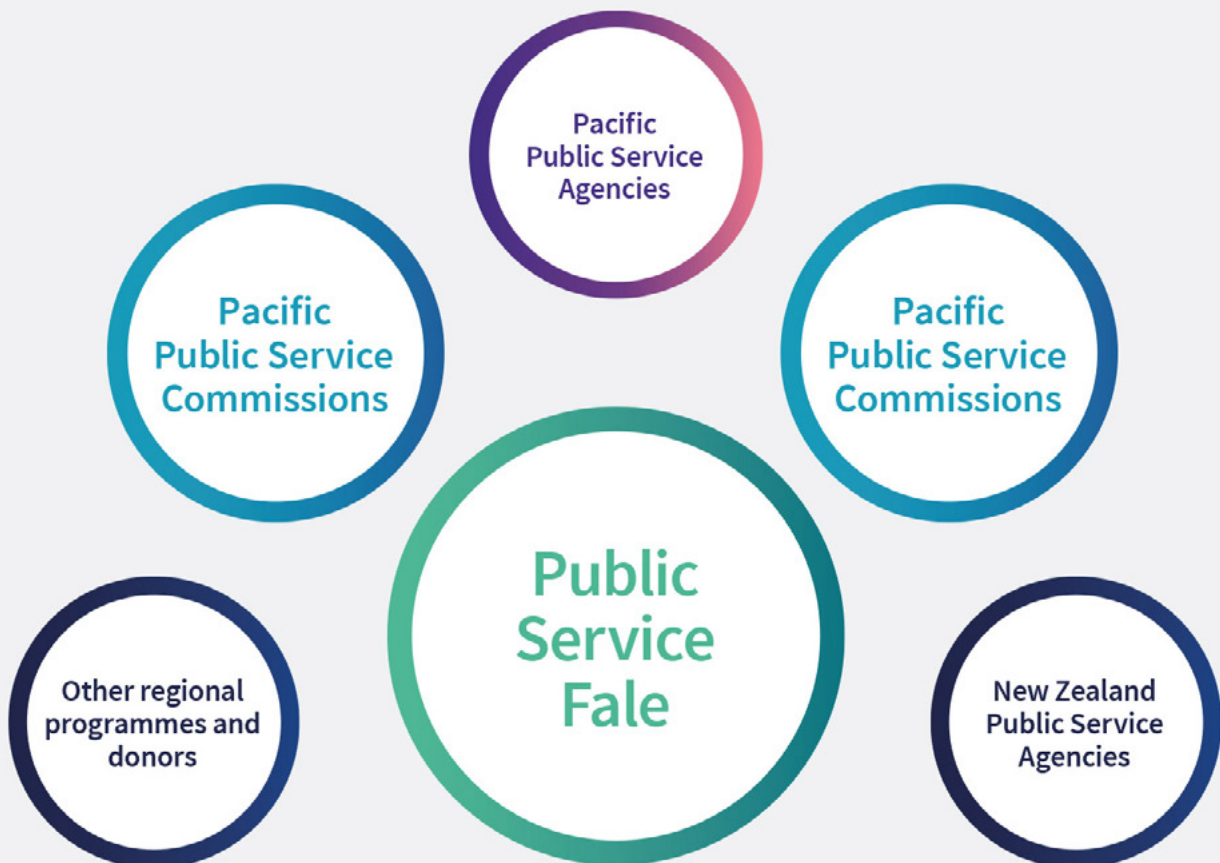 Pacific
Public Service
Agencies
Pacific
Public Service
Commissions
Pacific
Public Service
Commissions
Public
Service
Fale
Other regional
programmes and
donors
New Zealand
Public Service
Agencies